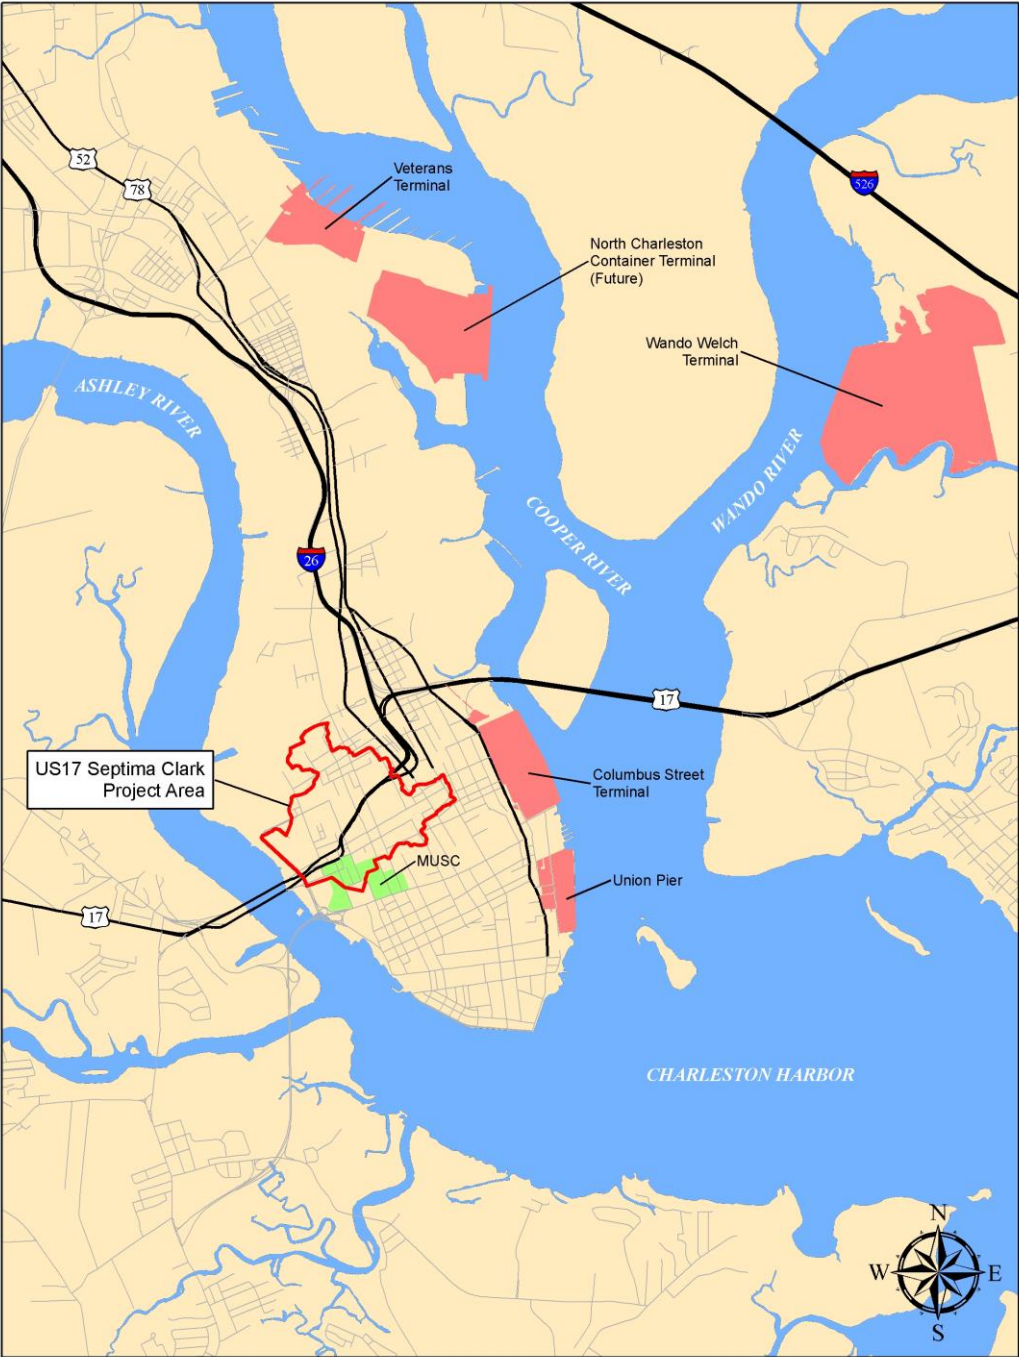 52
78
Veterans
Terminal
526
North Charleston
Container Terminal
(Future)
Wando Welch
Terminal
ASHLEY RIVER
WANDO RIVER
COOPER RIVER
26
17
US17 Septima Clark
Project Area
Columbus Street
Terminal
MUSC
Union Pier
17
CHARLESTON HARBOR
N
W E
S